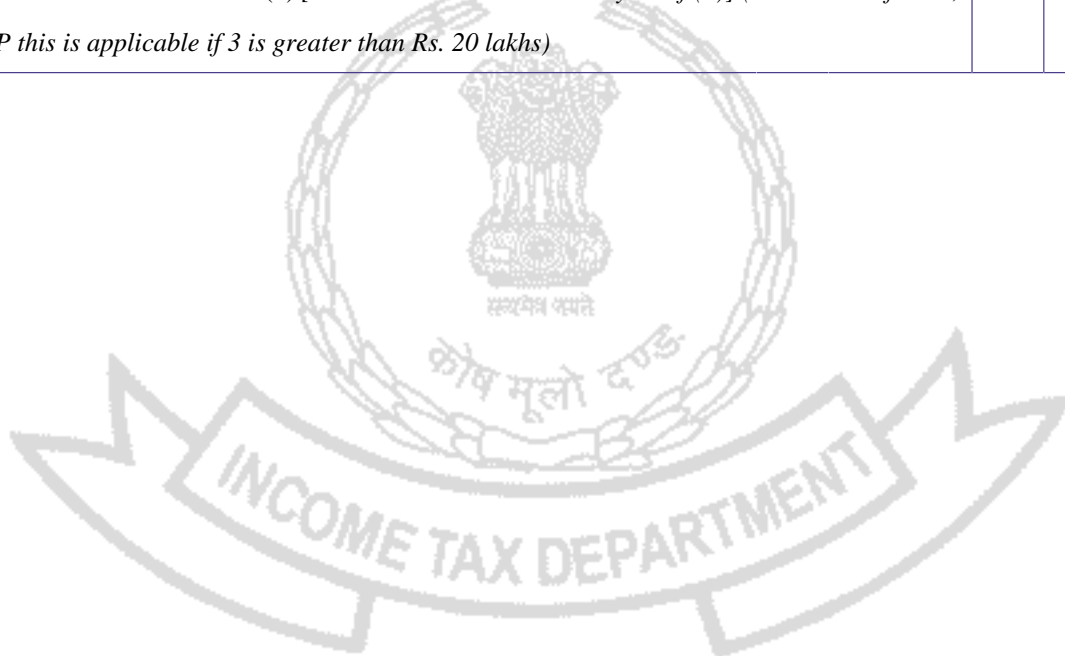 P this is applicable if 3 is greater than Rs. 20 lakhs)
सत्यमेव जयते
कोष मूलो दण्ड:
INCOME TAX DEPARTMENT